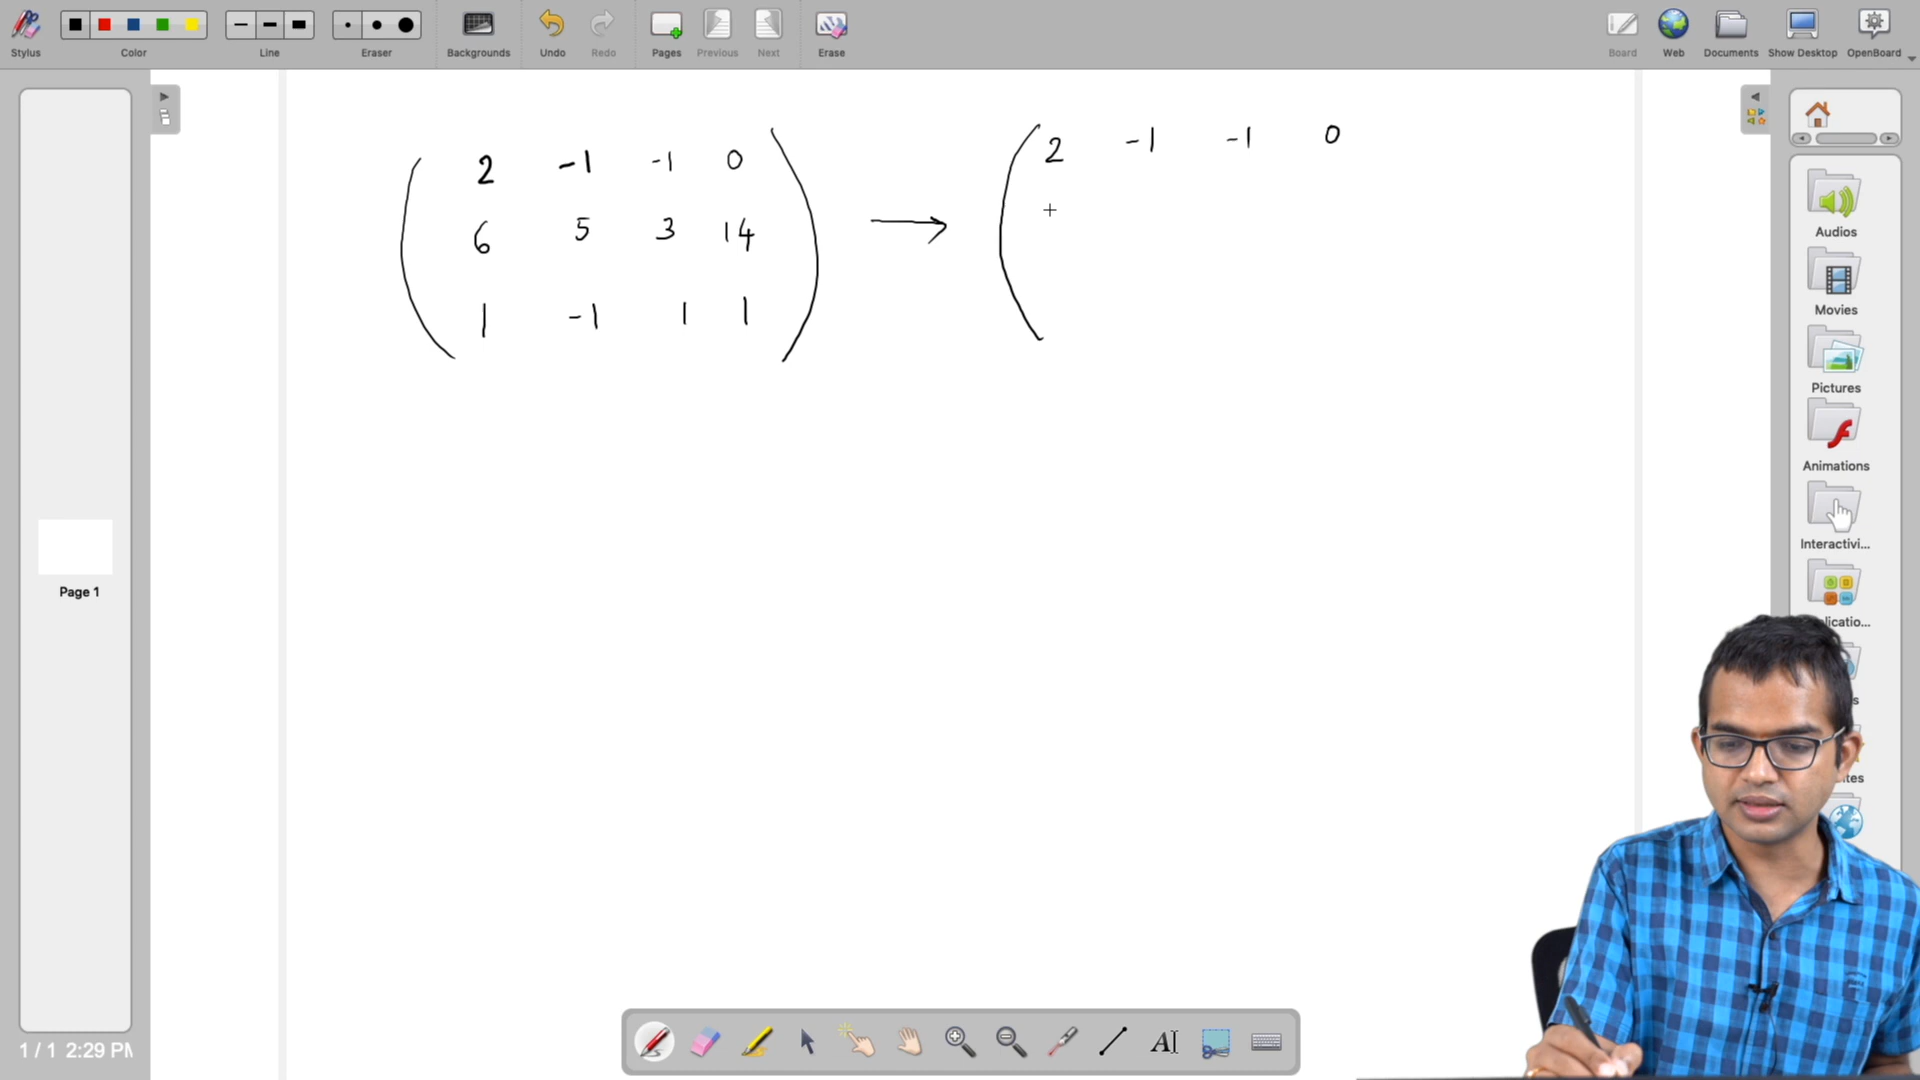 Stylus Color Line Eraser Backgrounds Undo Redo Pages Previous Next Erase Board Web Documents Show Desktop OpenBoard
2 -1 -1 0
6 5 3 14
1 -1 1 1
2 -1 -1 0
Audios
Movies
Pictures
Animations
Interactivi...
licatio...
Page 1
1 / 1 2:29 PM
AI